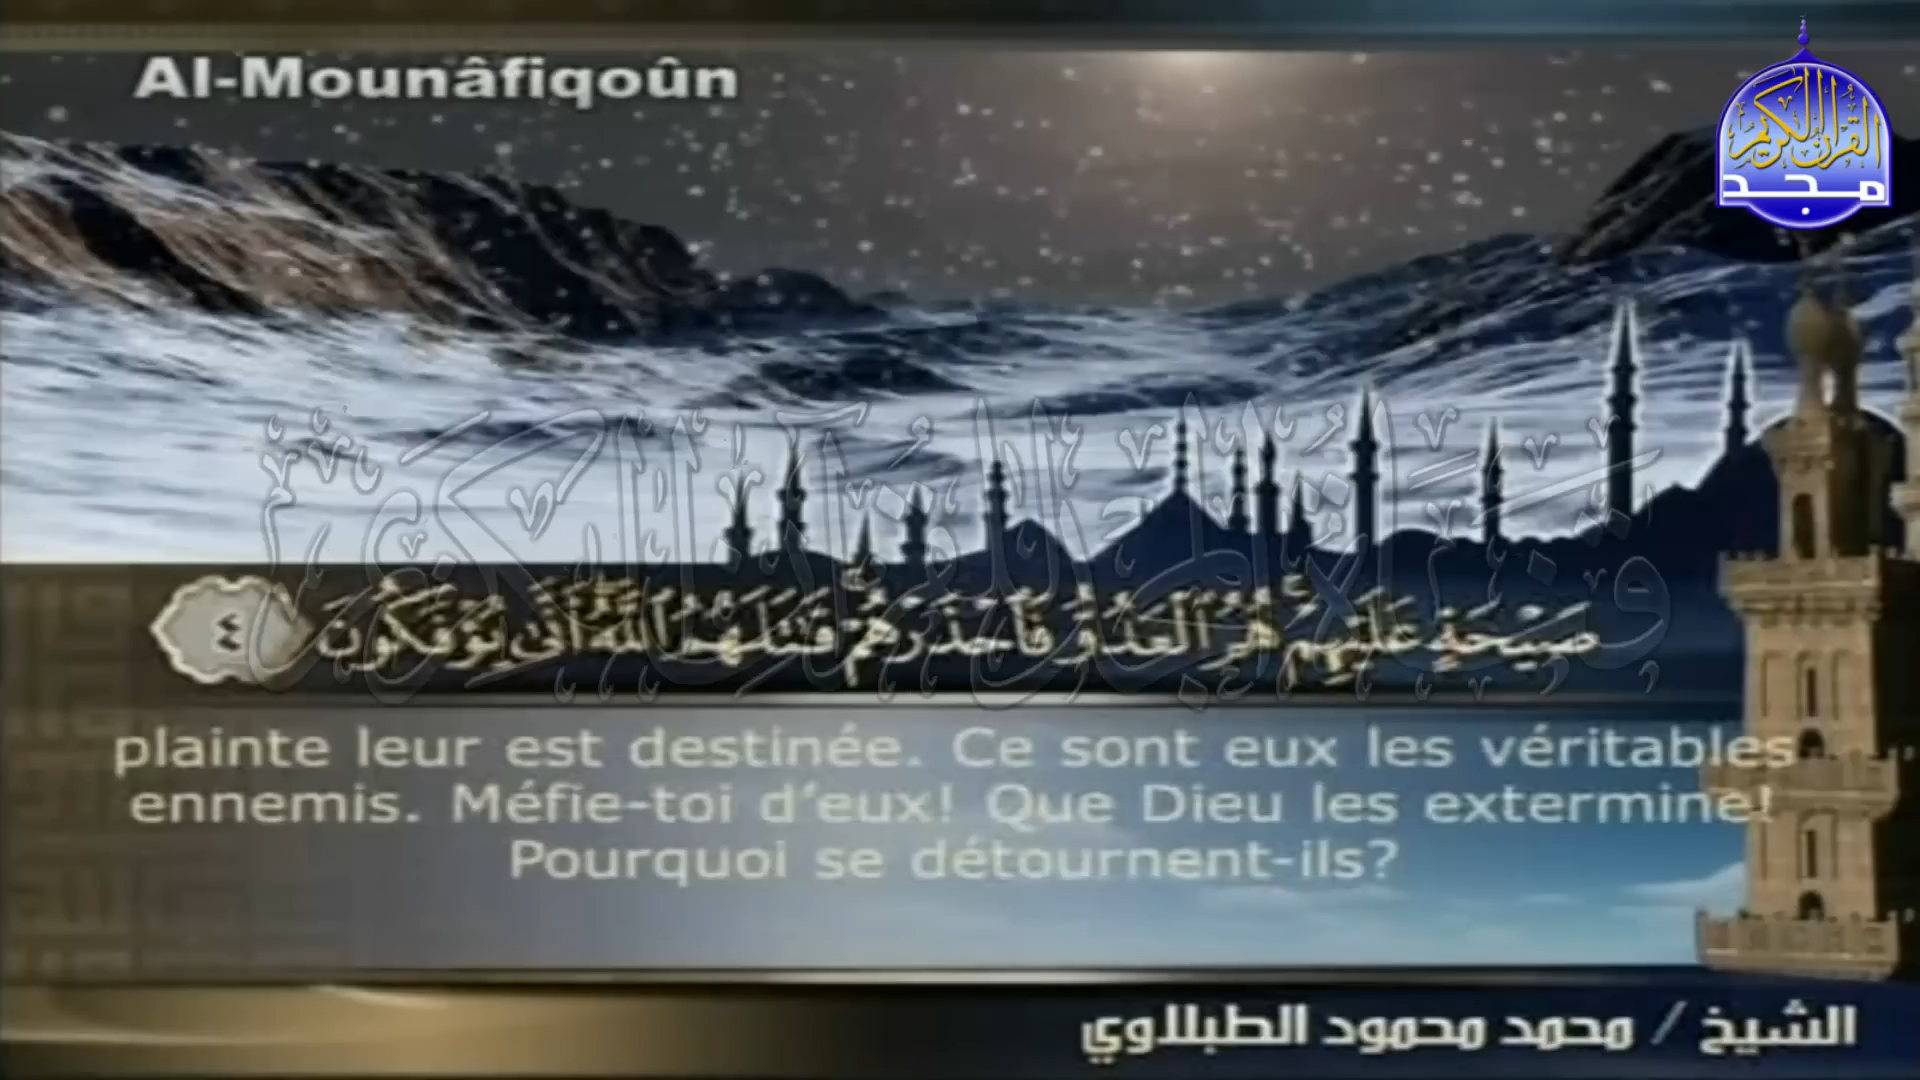 Al-Mounâfiqoûn
القرآن الكريم
مجد
صَيْحَةٍ عَلَيْهِمْ هُمُ الْعَدُوُّ فَاحْذَرْهُمْ قَاتَلَهُمُ اللَّهُ أَنَّىٰ يُؤْفَكُونَ ٤
plainte leur est destinée. Ce sont eux les véritables
ennemis. Méfie-toi d'eux! Que Dieu les extermine!
Pourquoi se détournent-ils?
الشيخ / محمد محمود الطبلاوي